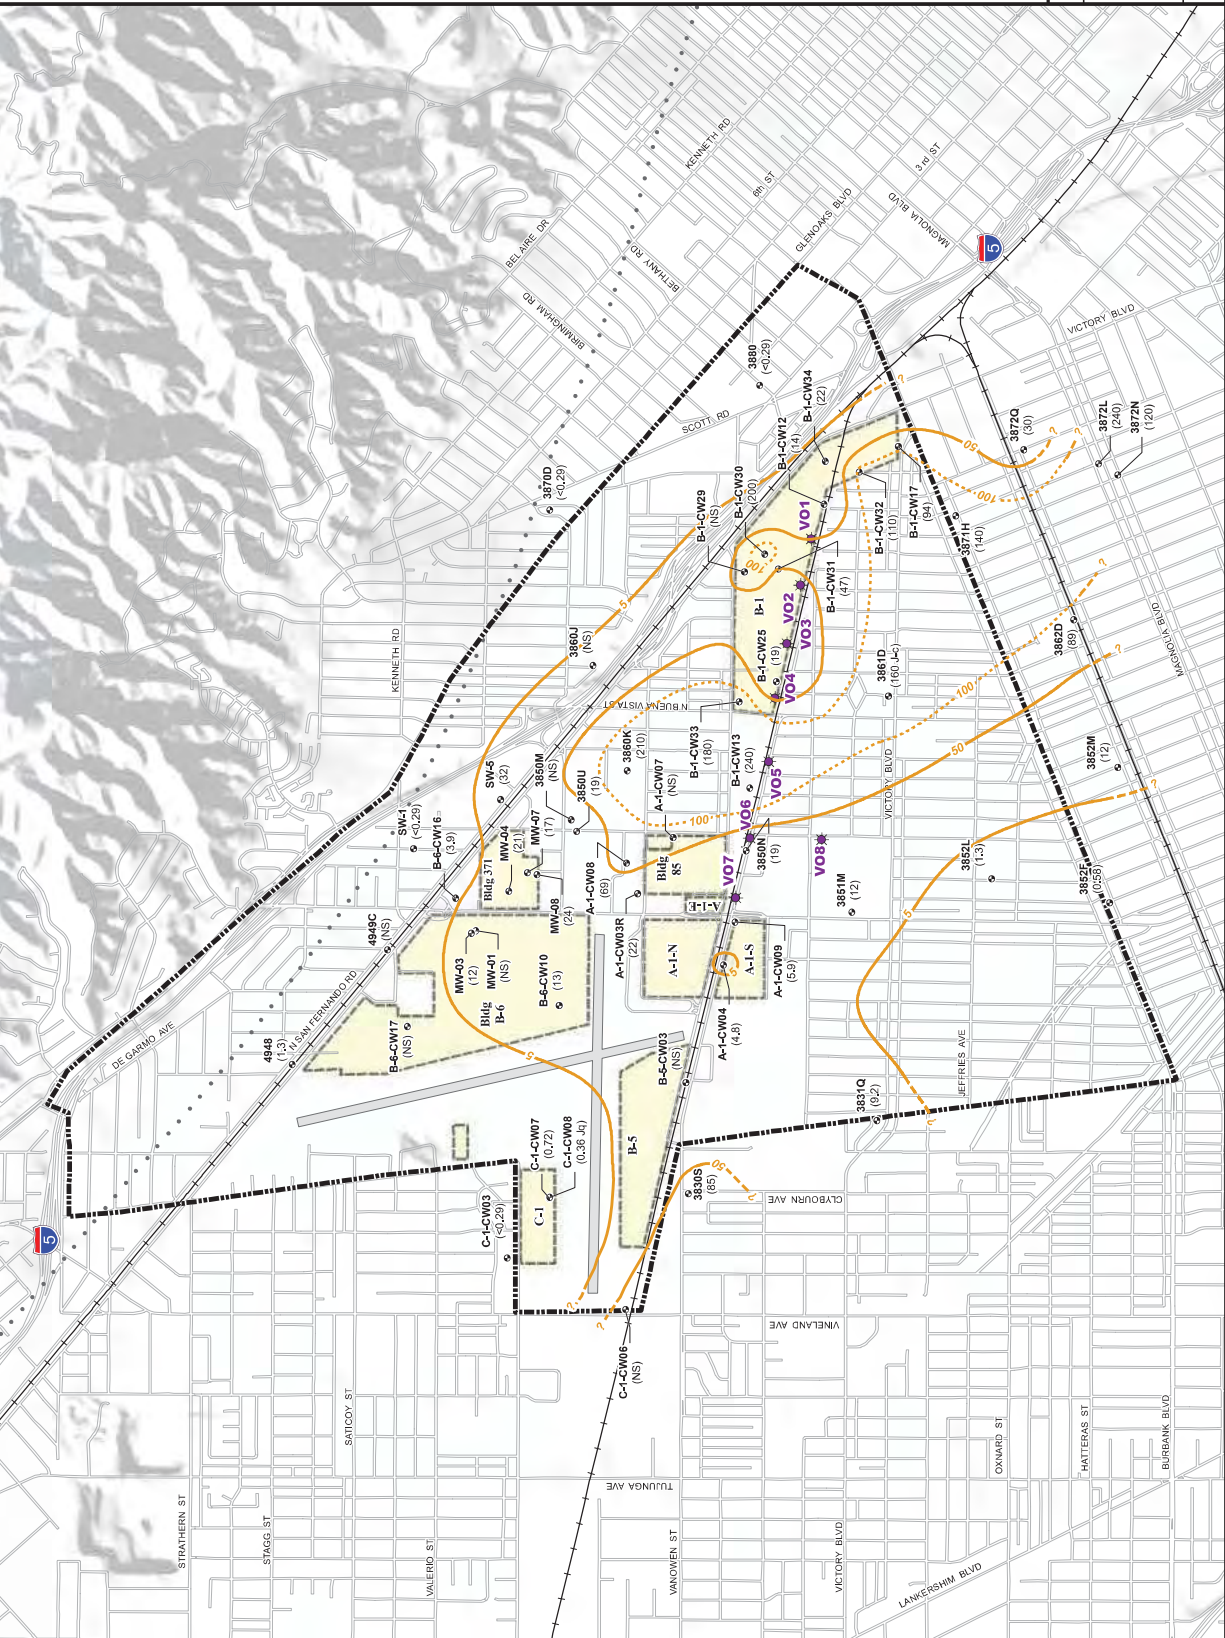 KENNETH RD
8th ST
3rd ST
GLENOAKS BLVD
MAGNOLIA BLVD
BELAIRE DR
BETHANY RD
BIRMINGHAM RD
5
VICTORY BLVD
3880
(<0.29)
SCOTT RD
B-1-CW34
(22)
B-1-CW12
(14)
3870D
(<0.29)
B-1-CW30
(200)
B-1-CW29
(NS)
3872Q
(30)
3872L
(240)
3872N
(120)
?
50
?
?
100
B-1-CW17
(94)
B-1-CW32
(110)
3871H
(140)
VO1
100
B-1
B-1-CW31
(47)
VO2
VO3
B-1-CW25
(19)
VO4
5
3860J
(NS)
KENNETH RD
N BUENA VISTA ST
3861D
(160 J-c)
3862D
(89)
?
?
MAGNOLIA BLVD
100
50
B-1-CW33
(180)
B-1-CW13
(240)
3860K
(210)
VO5
VO6
A-1-CW07
(NS)
100
SW-5
(32)
3850M
(NS)
3850U
(19)
SW-1
(<0.29)
B-6-CW16
(3.9)
MW-04
(21)
MW-07
(17)
Bldg 371
MW-08
(24)
A-1-CW08
(69)
Bldg
85
VO7
3850N
(19)
VO8
VICTORY BLVD
3852M
(12)
?
3852L
(1.3)
3852F
(0.58)
3851M
(12)
5
A-1-E
A-1-CW03R
(22)
A-1-N
A-1-S
5
A-1-CW09
(5.9)
A-1-CW04
(4.8)
4949C
(NS)
MW-03
(12)
MW-01
(NS)
Bldg
B-6
B-6-CW10
(13)
B-6-CW17
(NS)
N SAN FERNANDO RD
4948
(1.3)
DE GARMO AVE
5
B-5-CW03
(NS)
B-5
JEFFRIES AVE
3831Q
(9.2)
?
C-1-CW07
(0.72)
C-1-CW08
(0.36 Jq)
C-1
C-1-CW03
(<0.29)
50
?
3830S
(85)
CLYBOURN AVE
5
?
?
VINELAND AVE
C-1-CW06
(NS)
SATICOY ST
TUJUNGA AVE
OXNARD ST
HATTERAS ST
BURBANK BLVD
STRATHERN ST
STAGG ST
VALERIO ST
VANOWEN ST
VICTORY BLVD
LANKERSHIM BLVD